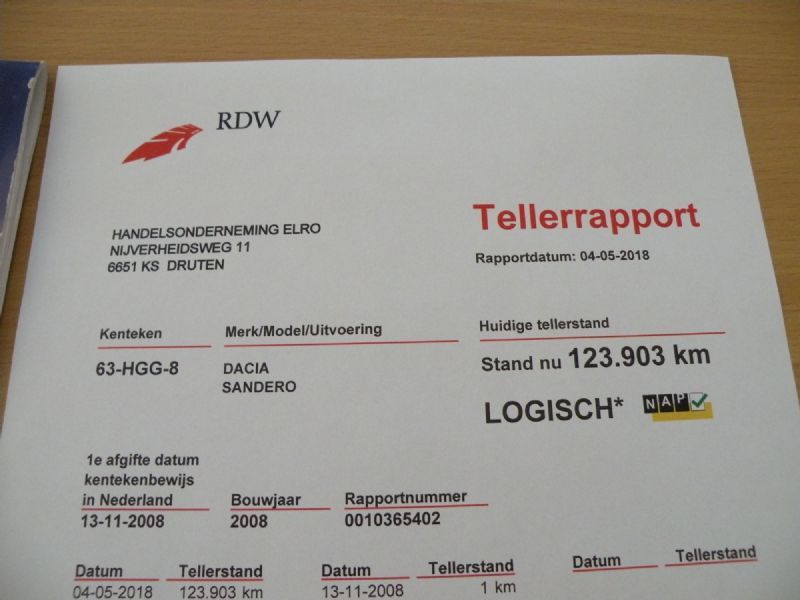 RDW
HANDELSONDERNEMING ELRO
NIJVERHEIDSWEG 11
6651 KS DRUTEN
Tellerrapport
Rapportdatum: 04-05-2018
Kenteken
Merk/Model/Uitvoering
Huidige tellerstand
63-HGG-8
DACIA
SANDERO
Stand nu 123.903 km
LOGISCH* NAP
1e afgifte datum
kentekenbewijs
in Nederland
Bouwjaar
Rapportnummer
13-11-2008
2008
0010365402
Datum Tellerstand Datum Tellerstand Datum Tellerstand
04-05-2018 123.903 km 13-11-2008 1 km